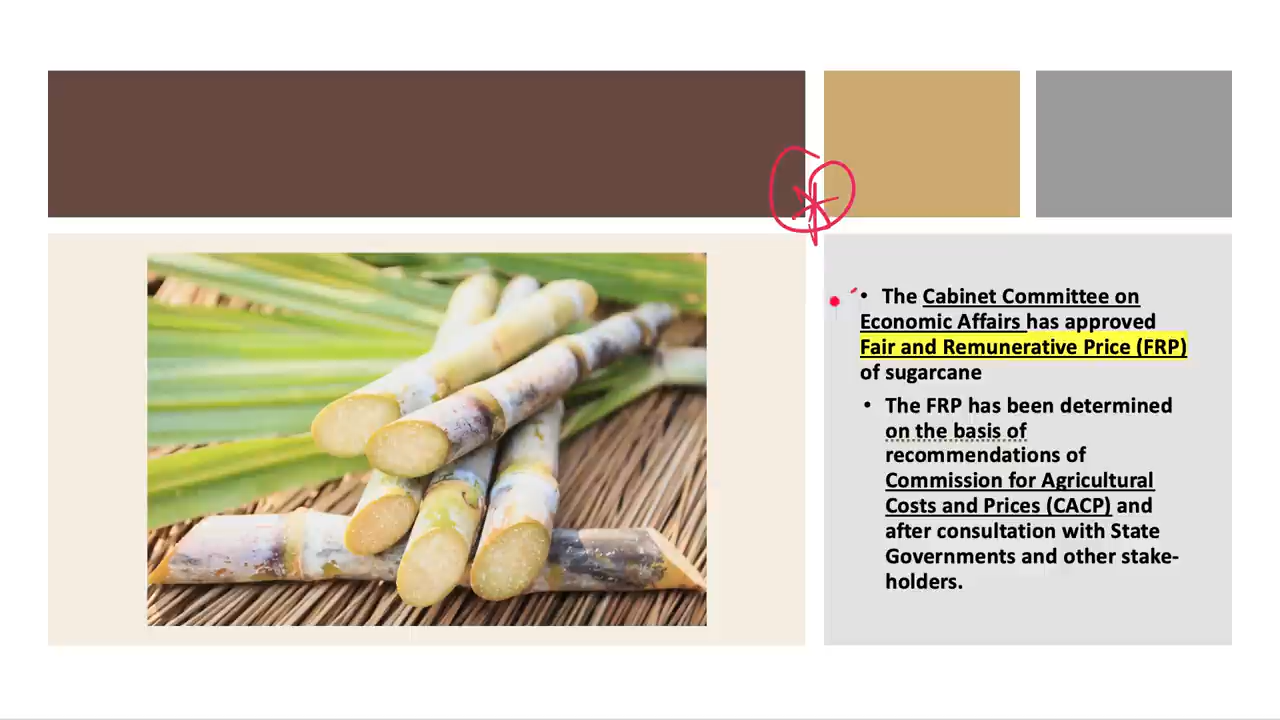 • The Cabinet Committee on
Economic Affairs has approved
Fair and Remunerative Price (FRP)
of sugarcane
• The FRP has been determined
on the basis of
recommendations of
Commission for Agricultural
Costs and Prices (CACP) and
after consultation with State
Governments and other stake-
holders.